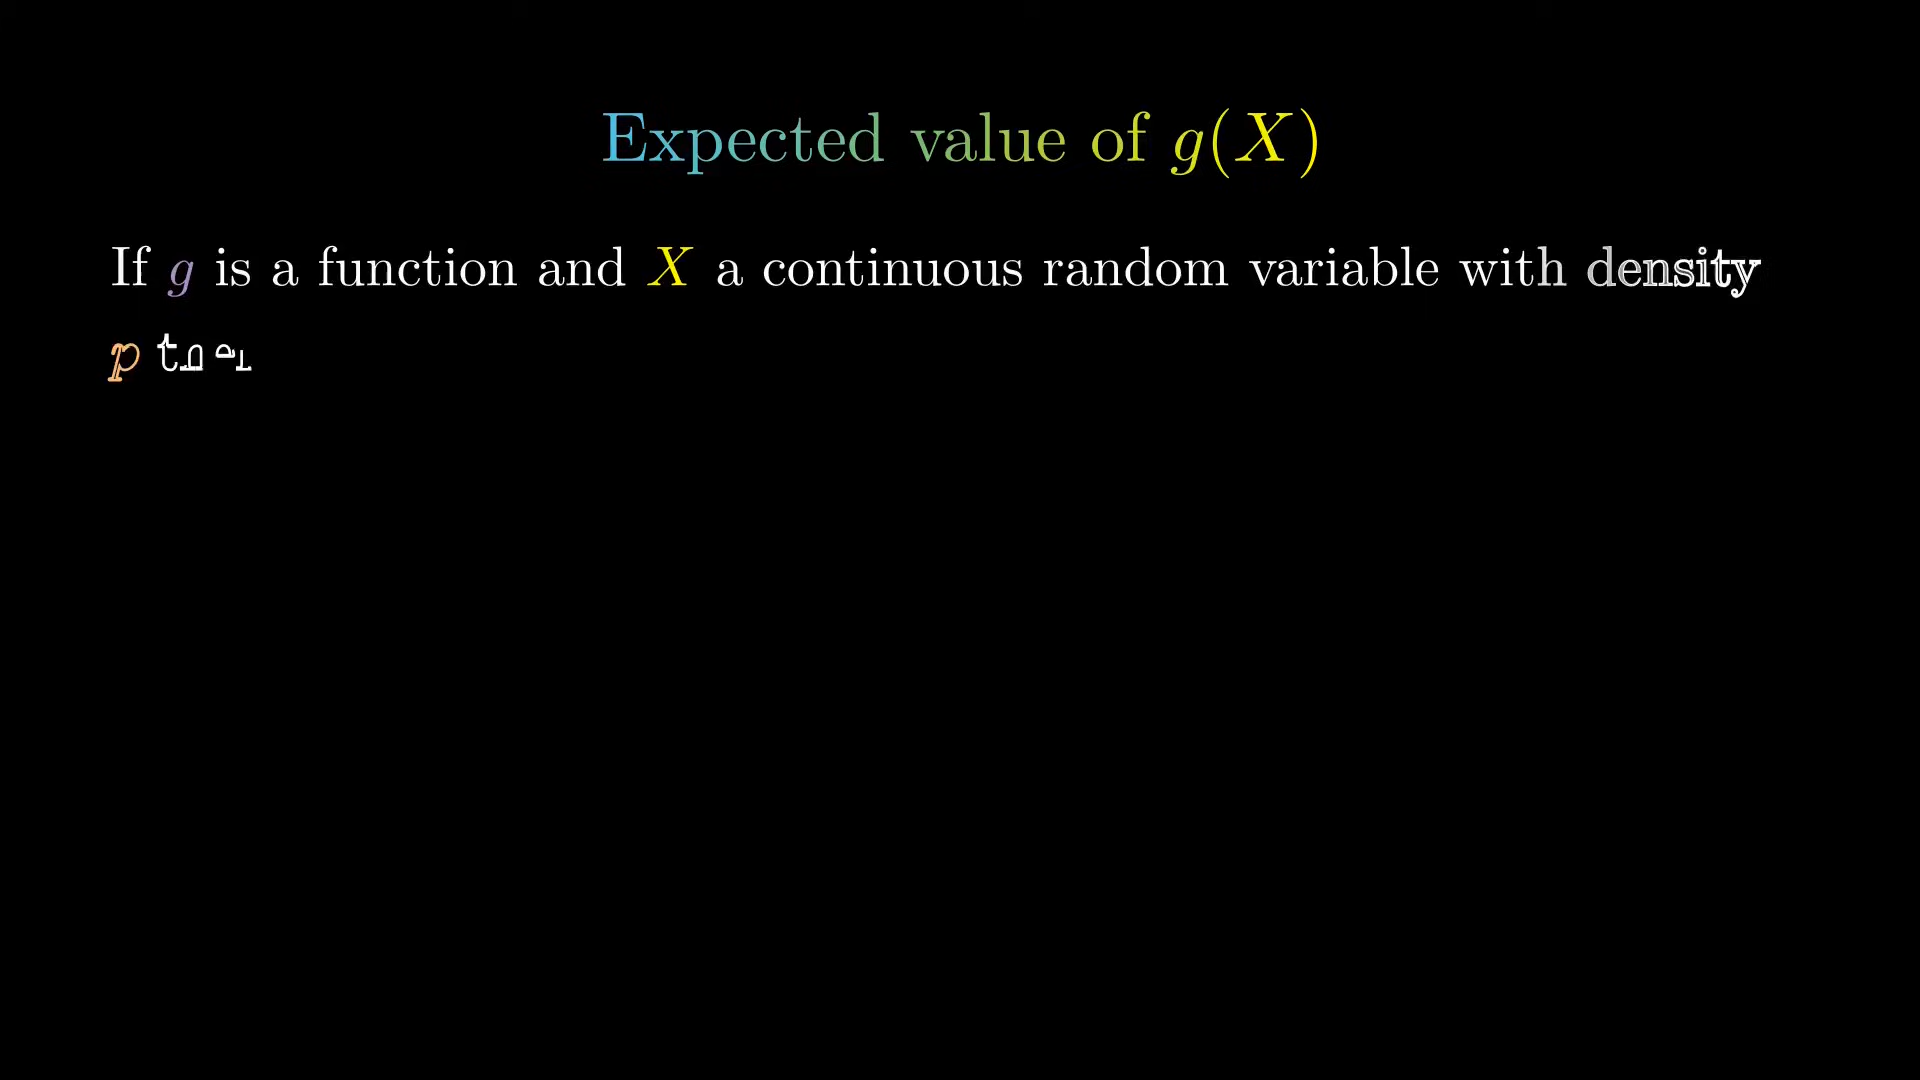 Expected value of g(X)
If g is a function and X a continuous random variable with density
p